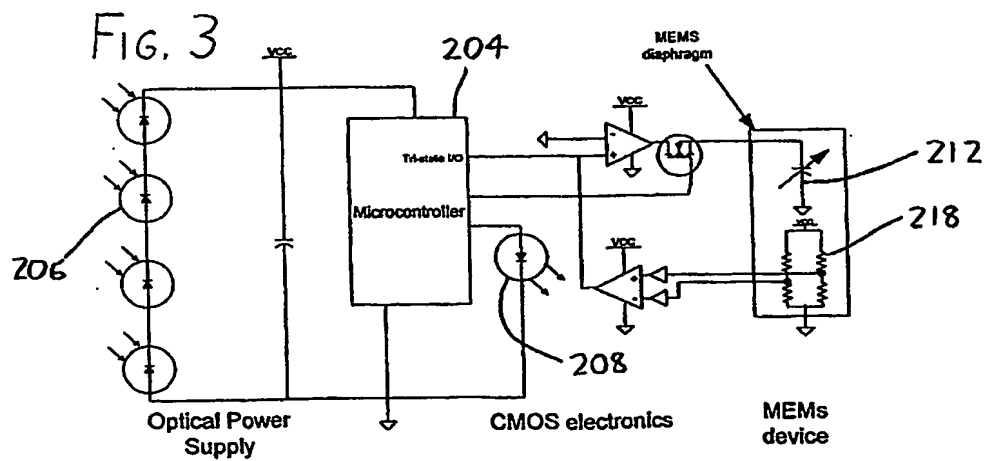 FIG. 3
VCC
204
MEMS
diaphragm
VCC
Tri-state I/O
212
Microcontroller
206
VCC
218
VCC
208
Optical Power
Supply
CMOS electronics
MEMs
device